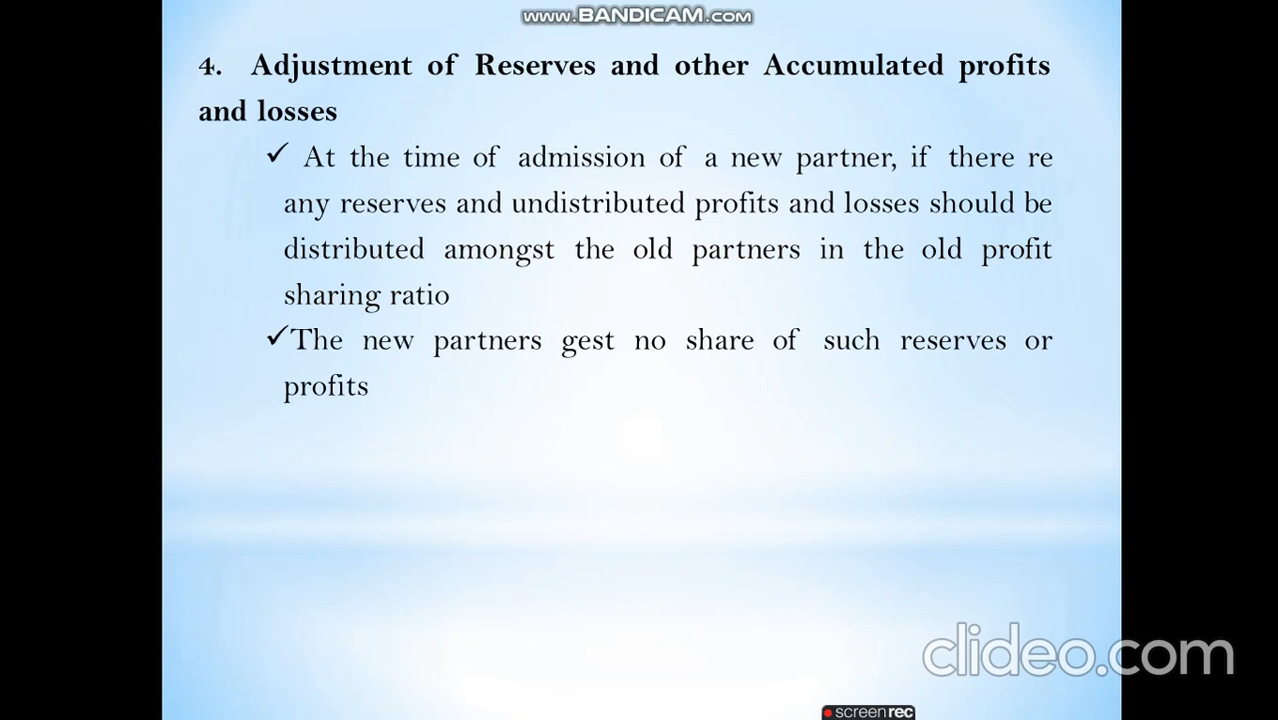 www.BANDICAM.com
4. Adjustment of Reserves and other Accumulated profits
and losses
✓ At the time of admission of a new partner, if there re
any reserves and undistributed profits and losses should be
distributed amongst the old partners in the old profit
sharing ratio
✓The new partners gest no share of such reserves or
profits
clideo.com
screenrec